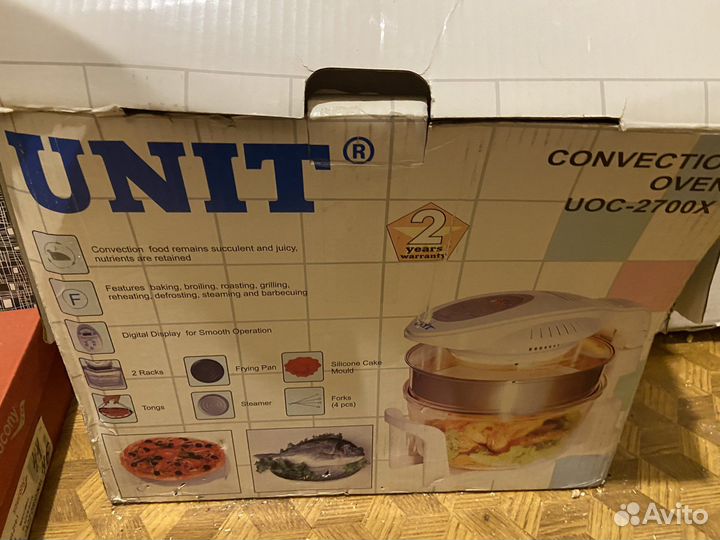 UNIT ®
CONVECTIO
OVEN
UOC-2700X
2
years
warranty
Convection food remains succulent and juicy,
nutrients are retained
F
Features baking, broiling, roasting, grilling,
reheating, defrosting, steaming and barbecuing
Digital Display for Smooth Operation
2 Racks
Frying Pan
Silicone Cake
Mould
Tongs
Steamer
Forks
(4 pcs)
UNIT
Avito